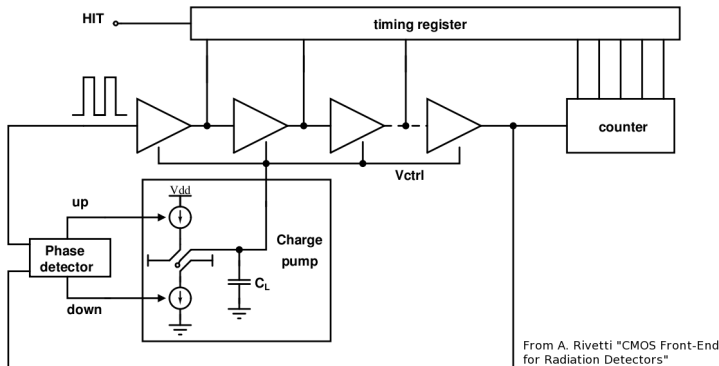 HIT
timing register
counter
Vctrl
up
Vdd
Charge
pump
Phase
detector
CL
down
From A. Rivetti "CMOS Front-End
for Radiation Detectors"